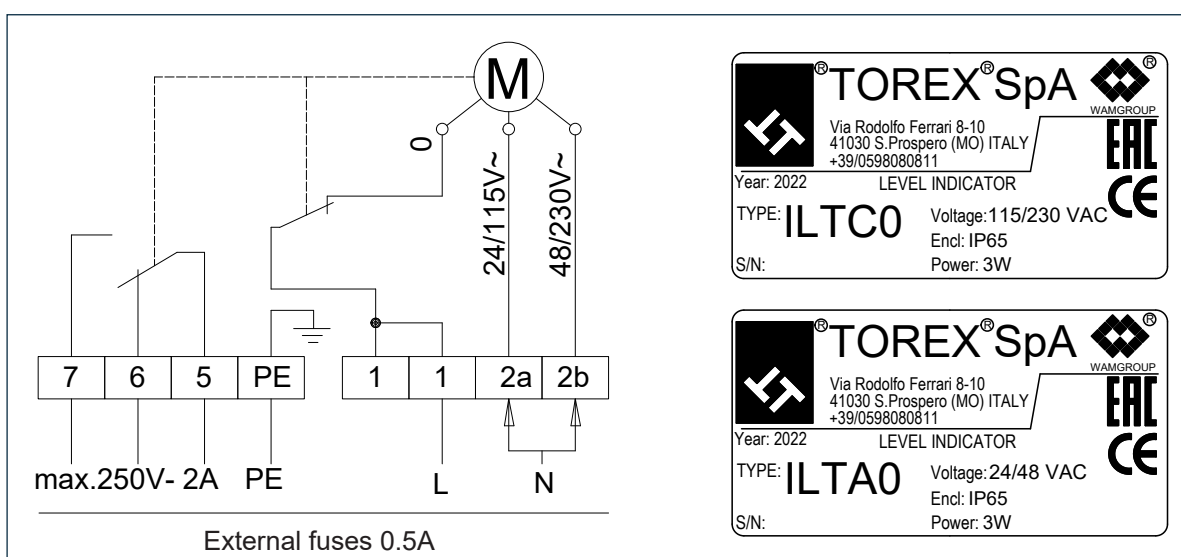 M
0
24/115V~
48/230V~
7 6 5 PE 1 1 2a 2b
max.250V- 2A PE L N
External fuses 0.5A
® TOREX® SpA ®
WAMGROUP
Via Rodolfo Ferrari 8-10
41030 S.Prospero (MO) ITALY
+39/0598080811
EAC
CE
Year: 2022 LEVEL INDICATOR
TYPE: ILTC0 Voltage: 115/230 VAC
Encl: IP65
S/N: Power: 3W
® TOREX® SpA ®
WAMGROUP
Via Rodolfo Ferrari 8-10
41030 S.Prospero (MO) ITALY
+39/0598080811
EAC
CE
Year: 2022 LEVEL INDICATOR
TYPE: ILTA0 Voltage: 24/48 VAC
Encl: IP65
S/N: Power: 3W